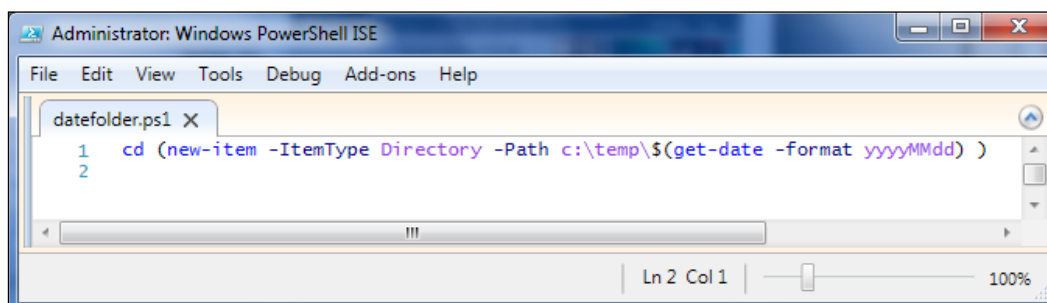 Administrator: Windows PowerShell ISE
File Edit View Tools Debug Add-ons Help
datefolder.ps1
1 cd (new-item -ItemType Directory -Path c:\temp\$(get-date -format yyyyMMdd) )
2
Ln 2 Col 1 100%